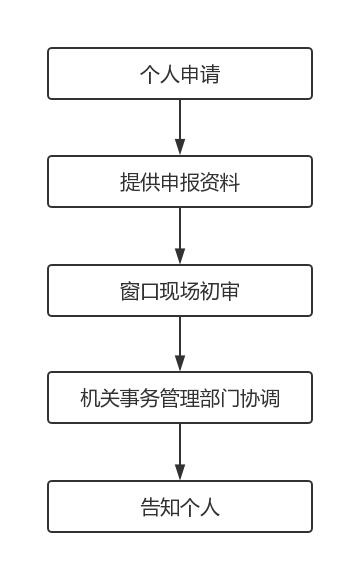 个人申请
提供申报资料
窗口现场初审
机关事务管理部门协调
告知个人